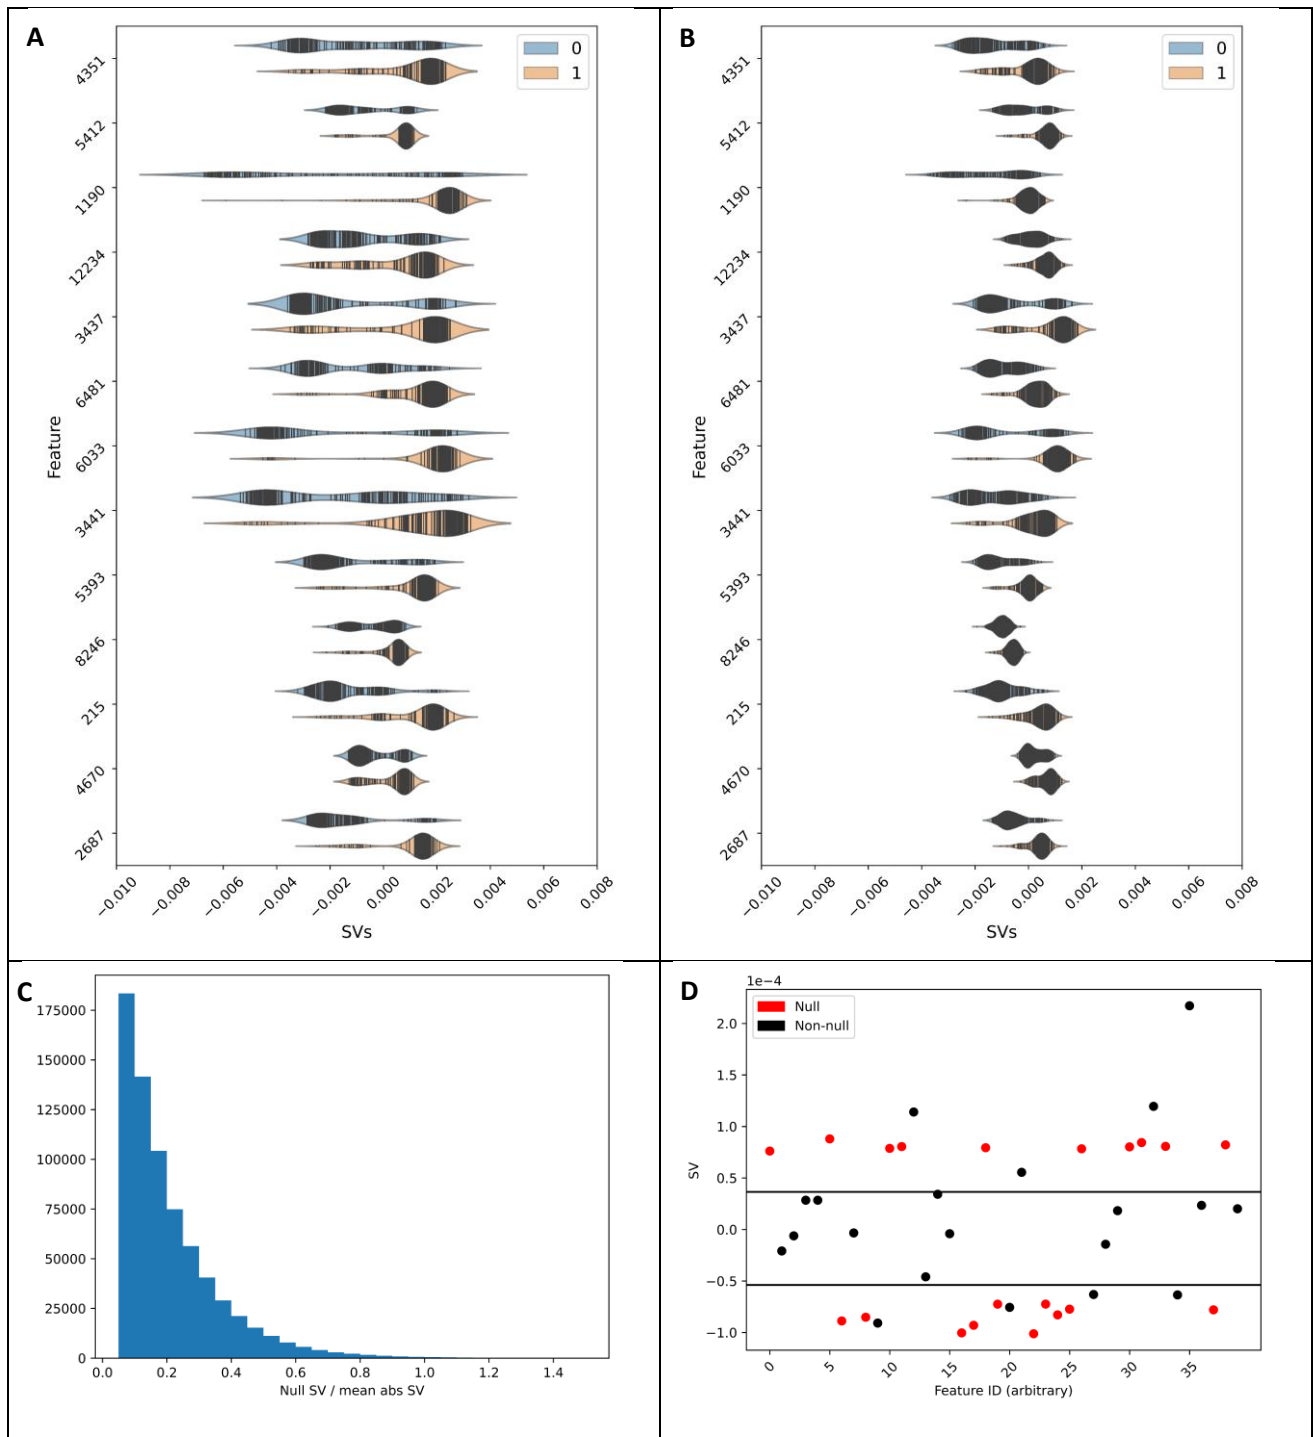 A
0
1
4351
5412
1190
12234
3437
6481
6033
3441
5393
8246
215
4670
2687
Feature
−0.010 −0.008 −0.006 −0.004 −0.002 0.000 0.002 0.004 0.006 0.008
SVs
B
0
1
4351
5412
1190
12234
3437
6481
6033
3441
5393
8246
215
4670
2687
Feature
−0.010 −0.008 −0.006 −0.004 −0.002 0.000 0.002 0.004 0.006 0.008
SVs
C
175000
150000
125000
100000
75000
50000
25000
0
0.0 0.2 0.4 0.6 0.8 1.0 1.2 1.4
Null SV / mean abs SV
D
1e−4
Null
Non-null
2.0
1.5
1.0
0.5
0.0
−0.5
−1.0
SV
0 5 10 15 20 25 30 35
Feature ID (arbitrary)